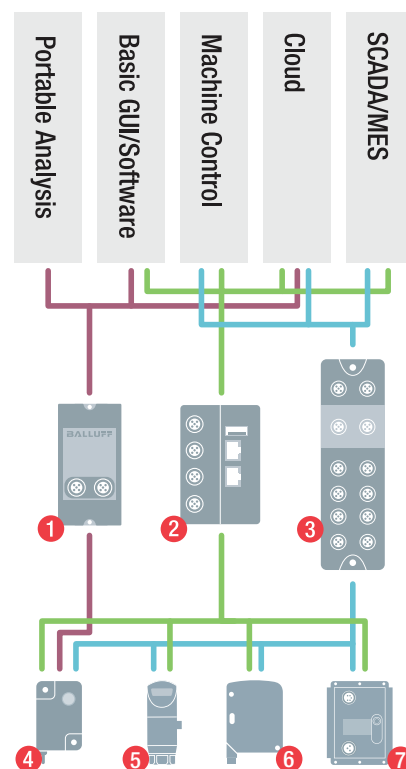 Portable Analysis
Basic GUI/Software
Machine Control
Cloud
SCADA/MES
BALLUFF
1
2
3
4
5
6
7